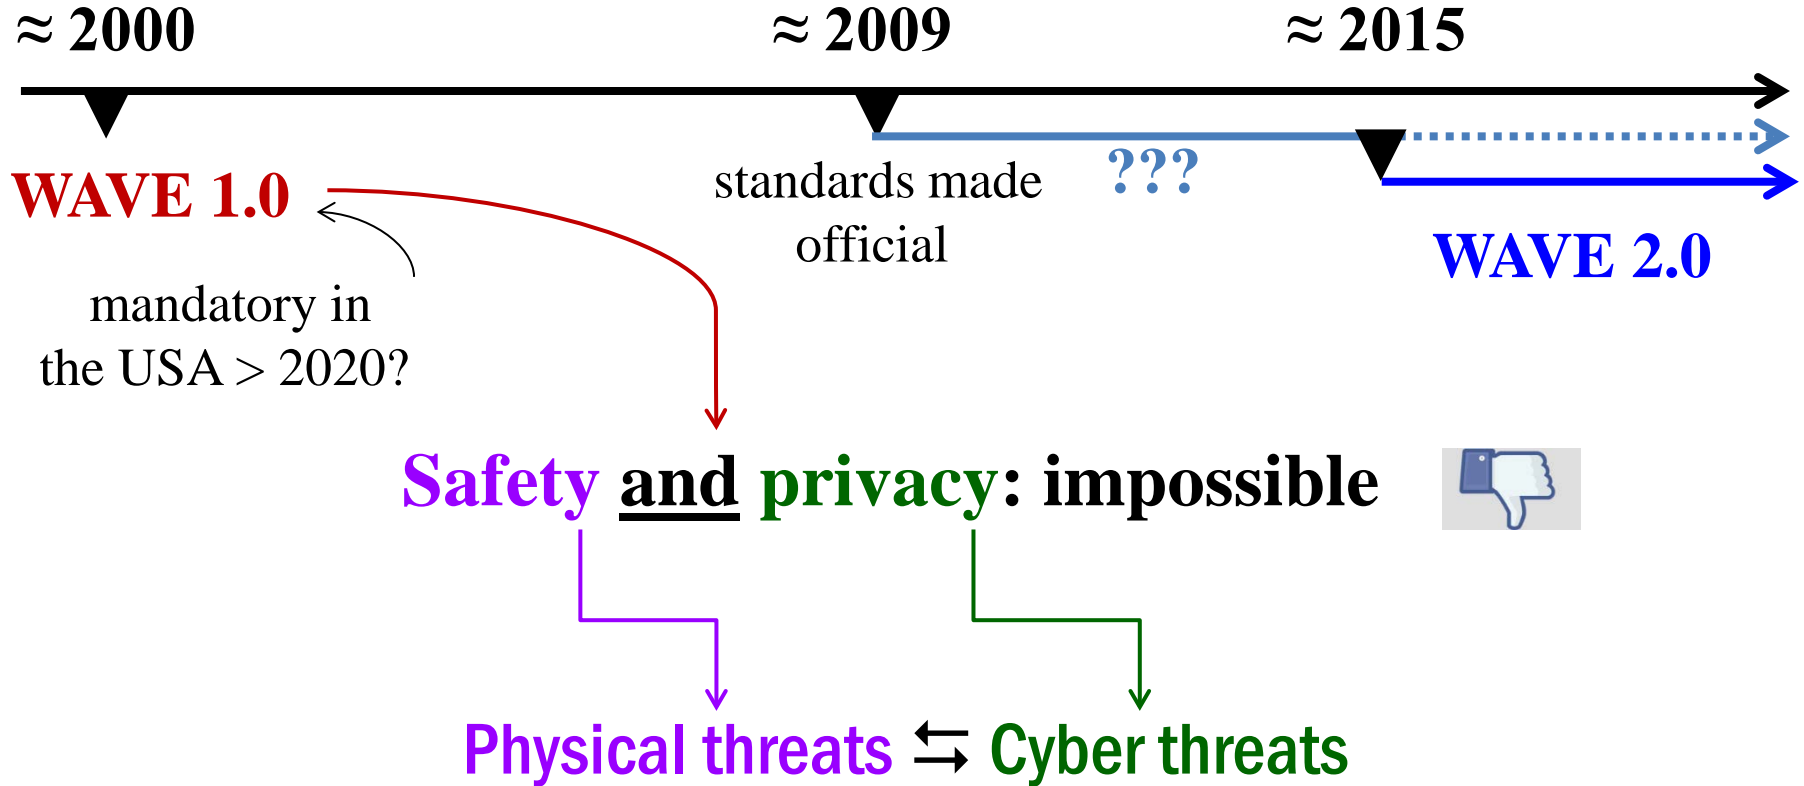 ≈ 2000
≈ 2009
≈ 2015
WAVE 1.0
standards made
official
???
WAVE 2.0
mandatory in
the USA > 2020?
Safety and privacy: impossible
Physical threats ⇆ Cyber threats